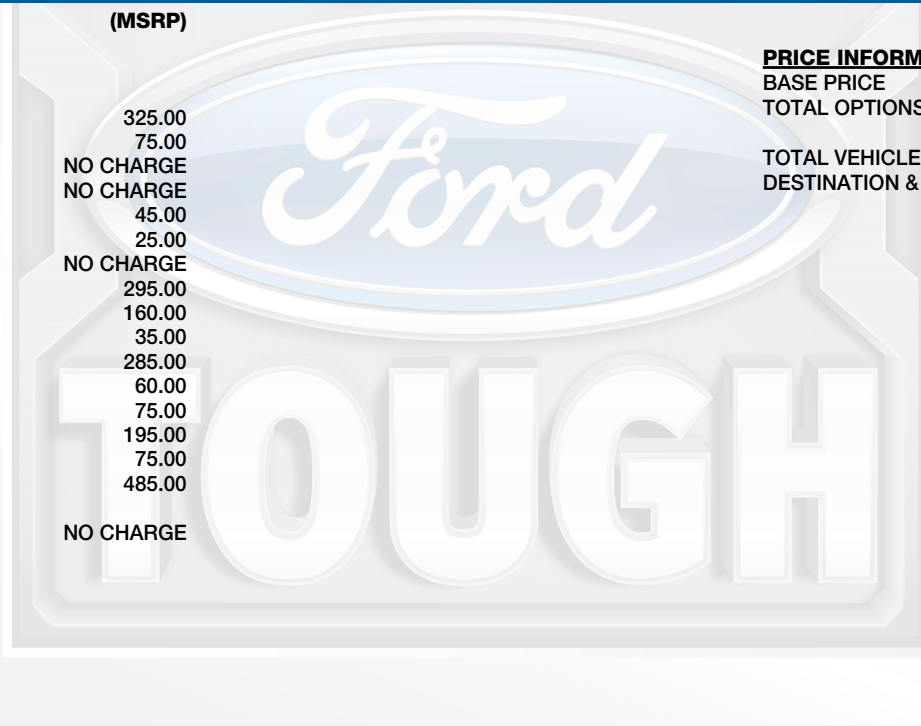 (MSRP)
325.00
75.00
NO CHARGE
NO CHARGE
45.00
25.00
NO CHARGE
295.00
160.00
35.00
285.00
60.00
75.00
195.00
75.00
485.00
NO CHARGE
PRICE INFORM
BASE PRICE
TOTAL OPTIONS
TOTAL VEHICLE
DESTINATION &
Ford
TOUGH